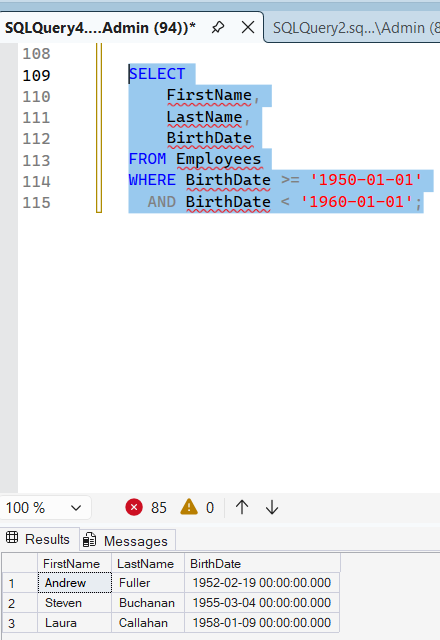 SQLQuery4....Admin (94))* SQLQuery2.sq...\Admin (8
108
109 SELECT
110 FirstName,
111 LastName,
112 BirthDate
113 FROM Employees
114 WHERE BirthDate >= '1950-01-01'
115 AND BirthDate < '1960-01-01';
100 % 85 0
Results Messages
FirstName LastName BirthDate
1 Andrew Fuller 1952-02-19 00:00:00.000
2 Steven Buchanan 1955-03-04 00:00:00.000
3 Laura Callahan 1958-01-09 00:00:00.000